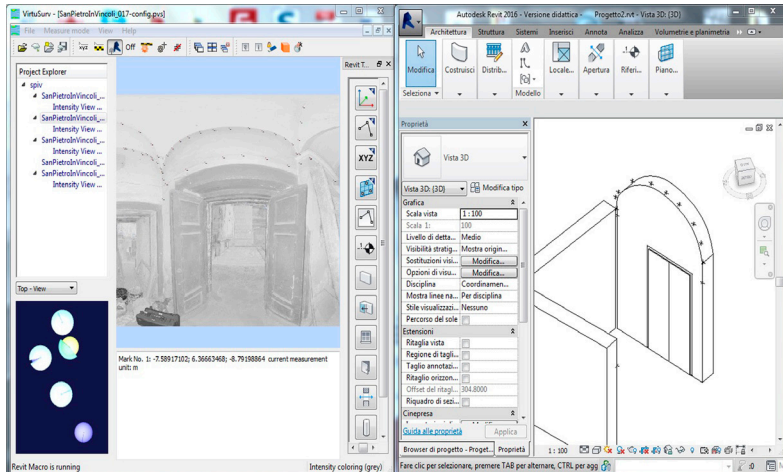 VirtuSurv - [SanPietroInVincoli_017-config.pvs]
File Measure mode View Help
Off
Project Explorer
spiv
SanPietroInVincoli_...
Intensity View ...
SanPietroInVincoli_...
Intensity View ...
SanPietroInVincoli_...
Intensity View ...
SanPietroInVincoli_...
SanPietroInVincoli_...
Intensity View ...
Top - View
Mark No. 1: -7.58917102; 6.36663468; -8.79198864 current measurement
unit: m
Revit Macro is running
Intensity coloring (grey)
Revit T...
XYZ
Autodesk Revit 2016 - Versione didattica - Progetto2.rvt - Vista 3D: {3D}
Architettura Struttura Sistemi Inserisci Annota Analizza Volumetrie e planimetria
Modifica
Costruisci
Distrib...
Locale...
Apertura
Riferi...
Piano...
Seleziona
Modello
Proprietà
Vista 3D
Vista 3D: {3D}
Modifica tipo
Grafica
Scala vista 1 : 100
Scala 1: 100
Livello di detta... Medio
Visibilità stratig... Mostra origin...
Sostituzioni visi... Modifica...
Opzioni di visu... Modifica...
Disciplina Coordinamen...
Mostra linee na... Per disciplina
Stile visualizzazi... Nessuno
Percorso del sole
Estensioni
Ritaglia vista
Regione di tagli...
Taglio annotazi...
Ritaglio orizzon...
Offset del ritagl... 304.8000
Riquadro di sezi...
Cinepresa
Guida alle proprietà
Applica
Browser di progetto - Proget...
Proprietà
1 : 100
Fare clic per selezionare, premere TAB per alternare, CTRL per agg
:0